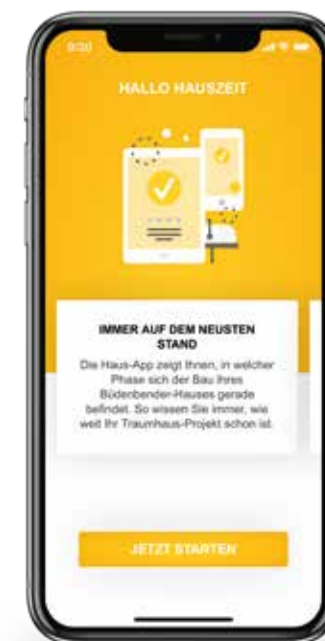 9:20
HALLO HAUSZEIT
IMMER AUF DEM NEUSTEN
STAND
Die Haus-App zeigt Ihnen, in welcher
Phase sich der Bau Ihres
Büdenbender-Hauses gerade
befindet. So wissen Sie immer, wie
weit Ihr Traumhaus-Projekt schon ist.
JETZT STARTEN